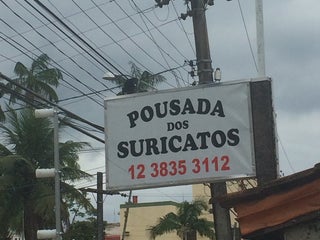 POUSADA
DOS
SURICATOS
12 3835 3112